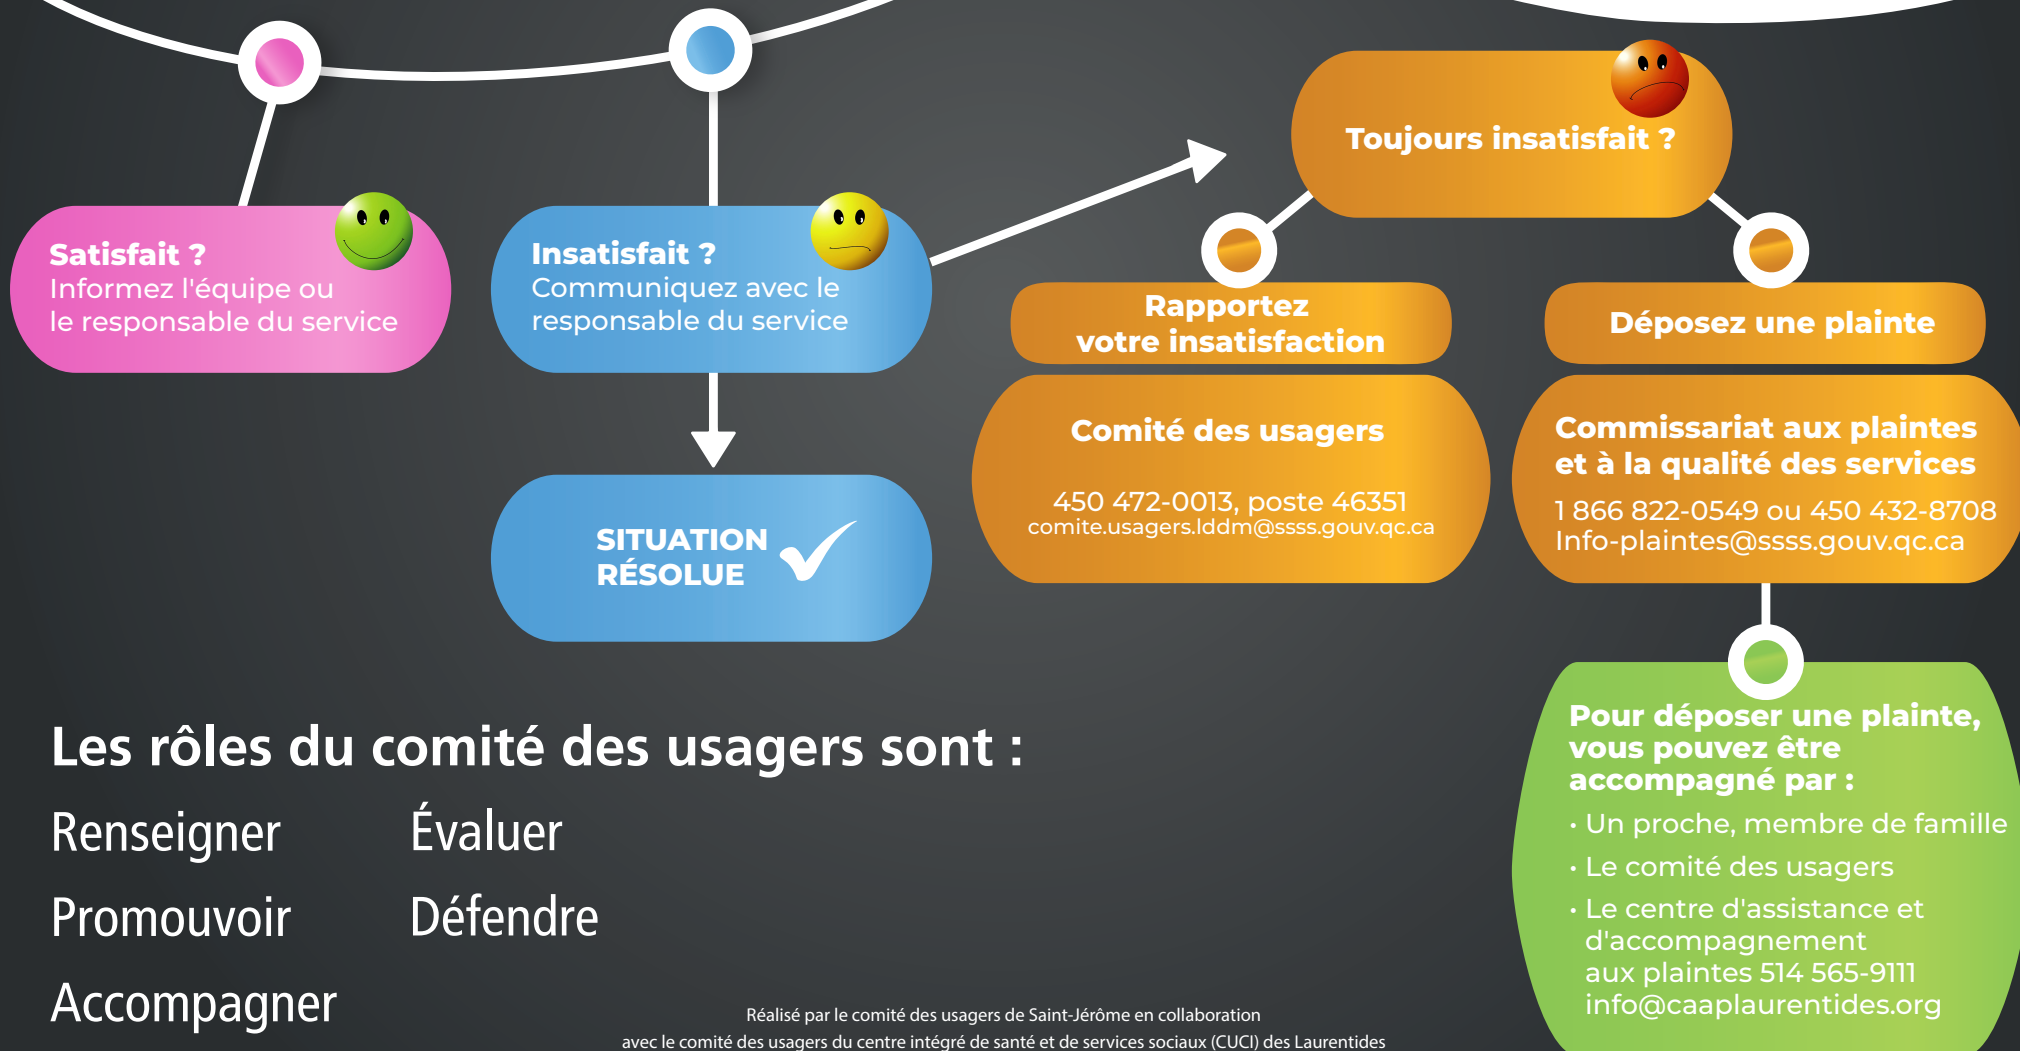 Satisfait ?
Informez l'équipe ou
le responsable du service
Insatisfait ?
Communiquez avec le
responsable du service
SITUATION
RÉSOLUE
Toujours insatisfait ?
Rapportez
votre insatisfaction
Comité des usagers
450 472-0013, poste 46351
comite.usagers.lddm@ssss.gouv.qc.ca
Déposez une plainte
Commissariat aux plaintes
et à la qualité des services
1 866 822-0549 ou 450 432-8708
Info-plaintes@ssss.gouv.qc.ca
Pour déposer une plainte,
vous pouvez être
accompagné par :
• Un proche, membre de famille
• Le comité des usagers
• Le centre d'assistance et
d'accompagnement
aux plaintes 514 565-9111
info@caaplaurentides.org
Les rôles du comité des usagers sont :
Renseigner
Promouvoir
Accompagner
Évaluer
Défendre
Réalisé par le comité des usagers de Saint-Jérôme en collaboration
avec le comité des usagers du centre intégré de santé et de services sociaux (CUCI) des Laurentides